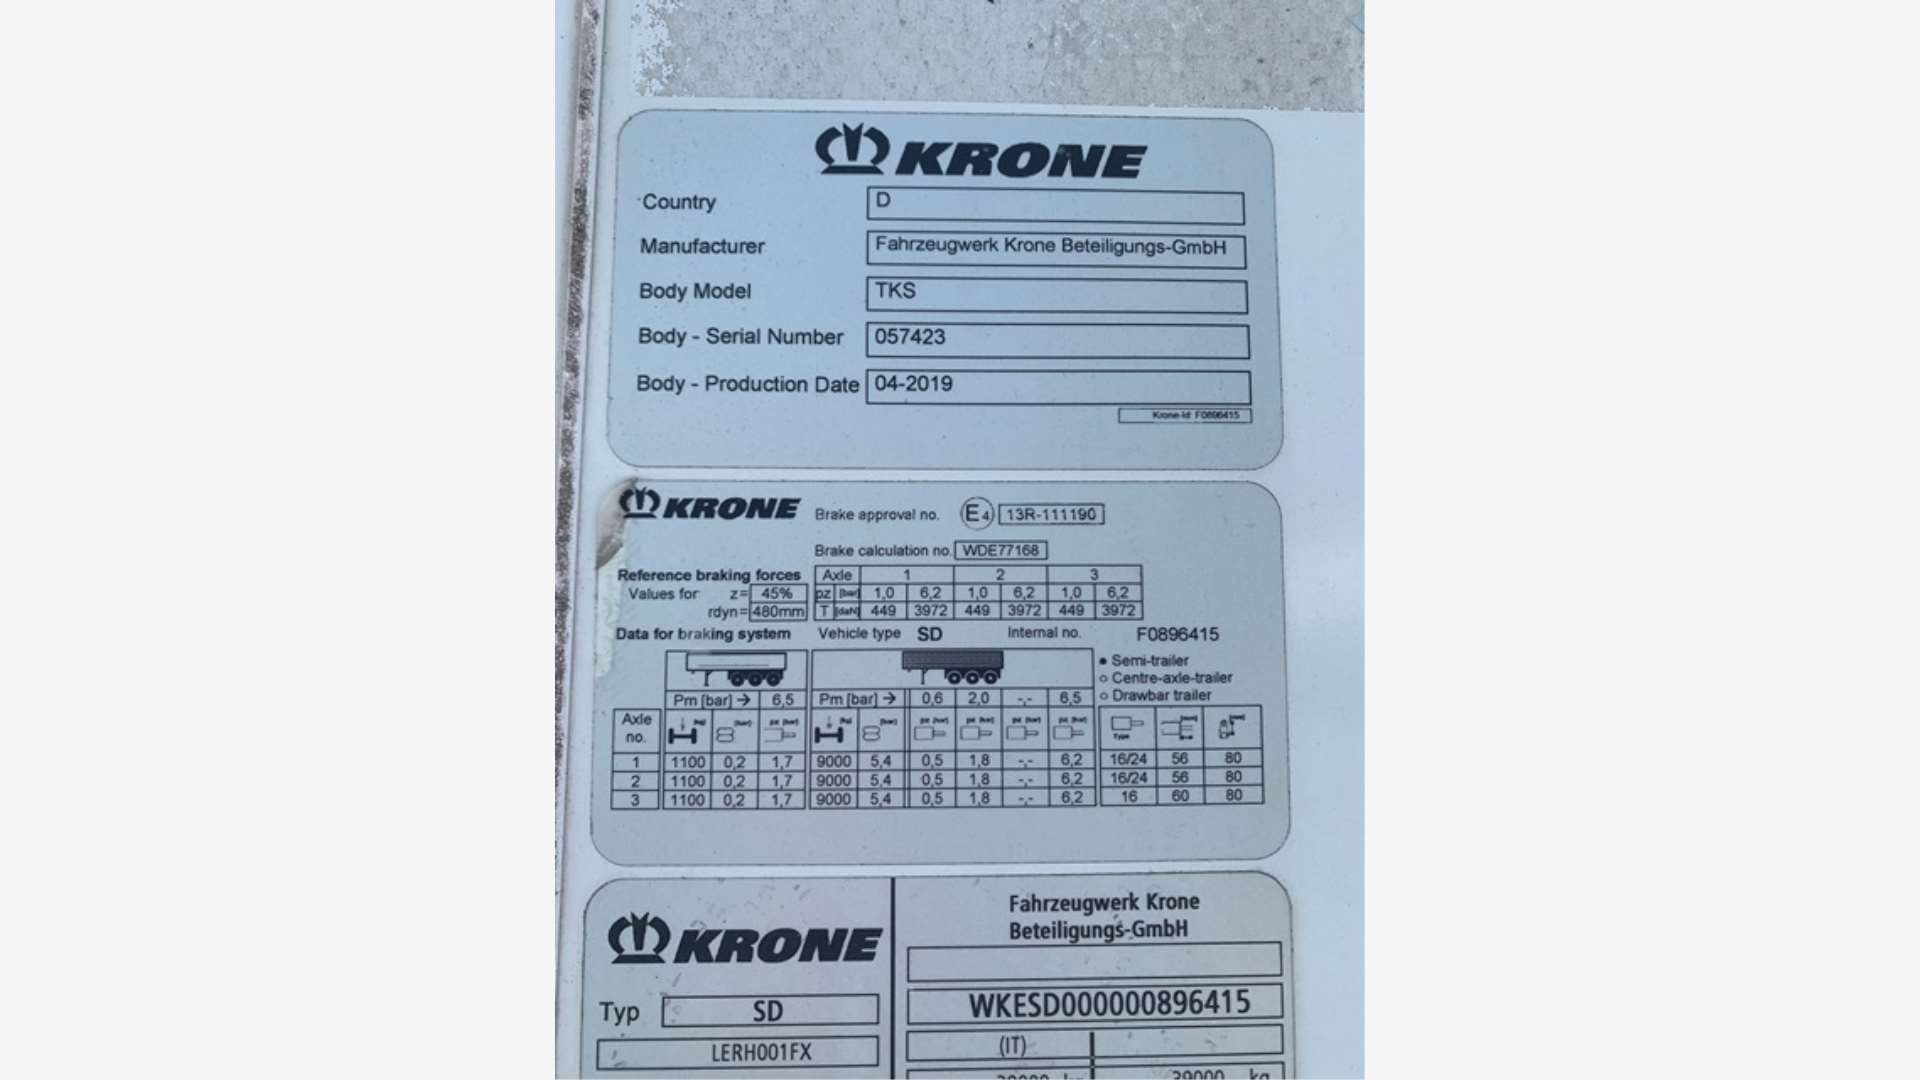 KRONE
Country D
Manufacturer Fahrzeugwerk Krone Beteiligungs-GmbH
Body Model TKS
Body - Serial Number 057423
Body - Production Date 04-2019
Krone-Id: F0896415
KRONE Brake approval no. E4 13R-111190
Brake calculation no. WDE77168
Reference braking forces Axle 1 2 3
Values for z= 45% pz [bar] 1,0 6,2 1,0 6,2 1,0 6,2
rdyn= 480mm T [daN] 449 3972 449 3972 449 3972
Data for braking system Vehicle type SD Internal no. F0896415
• Semi-trailer
○ Centre-axle-trailer
Pm [bar] → 6,5 Pm [bar] → 0,6 2,0 -,- 6,5 ○ Drawbar trailer
Axle no.
1 1100 0,2 1,7 9000 5,4 0,5 1,8 -,- 6,2 16/24 56 80
2 1100 0,2 1,7 9000 5,4 0,5 1,8 -,- 6,2 16/24 56 80
3 1100 0,2 1,7 9000 5,4 0,5 1,8 -,- 6,2 16 60 80
KRONE
Fahrzeugwerk Krone
Beteiligungs-GmbH
Typ SD
WKESD000000896415
LERH001FX
(IT)